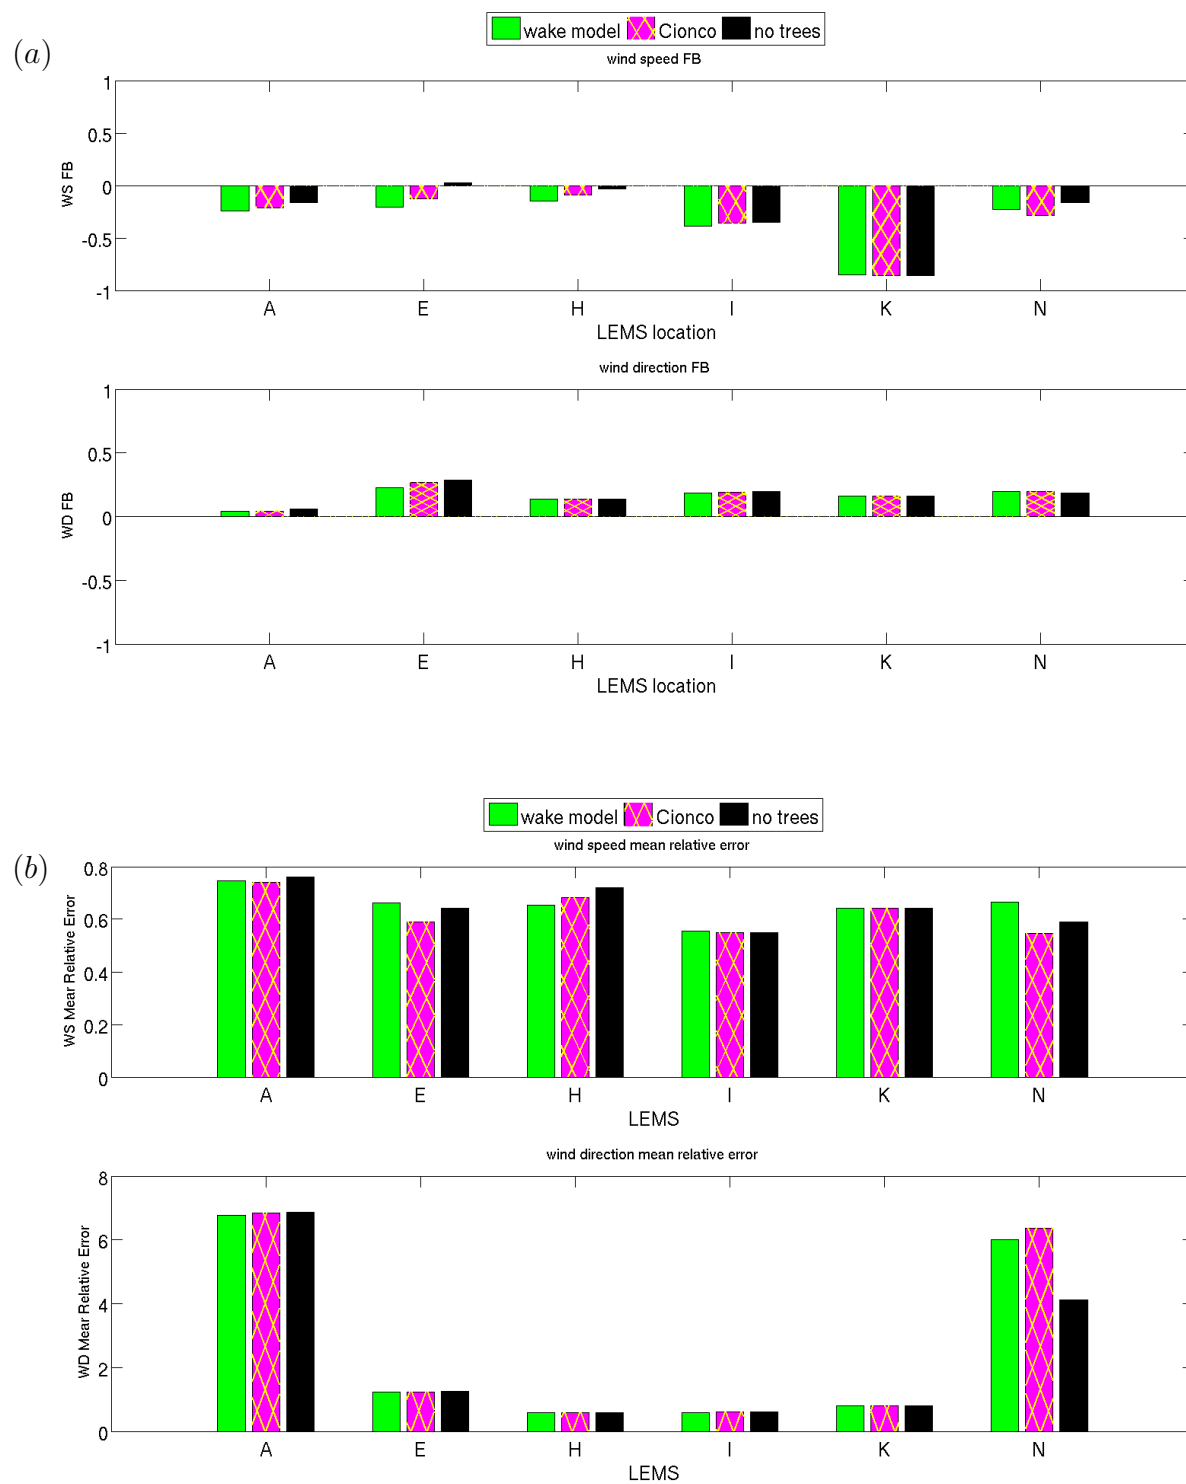 wake model Cionco no trees
(a)
wind speed FB
1
0.5
0
-0.5
-1
WS FB
A E H I K N
LEMS location
wind direction FB
1
0.5
0
-0.5
-1
WD FB
A E H I K N
LEMS location
wake model Cionco no trees
(b)
wind speed mean relative error
0.8
0.6
0.4
0.2
0
WS Mear Relative Error
A E H I K N
LEMS
wind direction mean relative error
8
6
4
2
0
WD Mear Relative Error
A E H I K N
LEMS